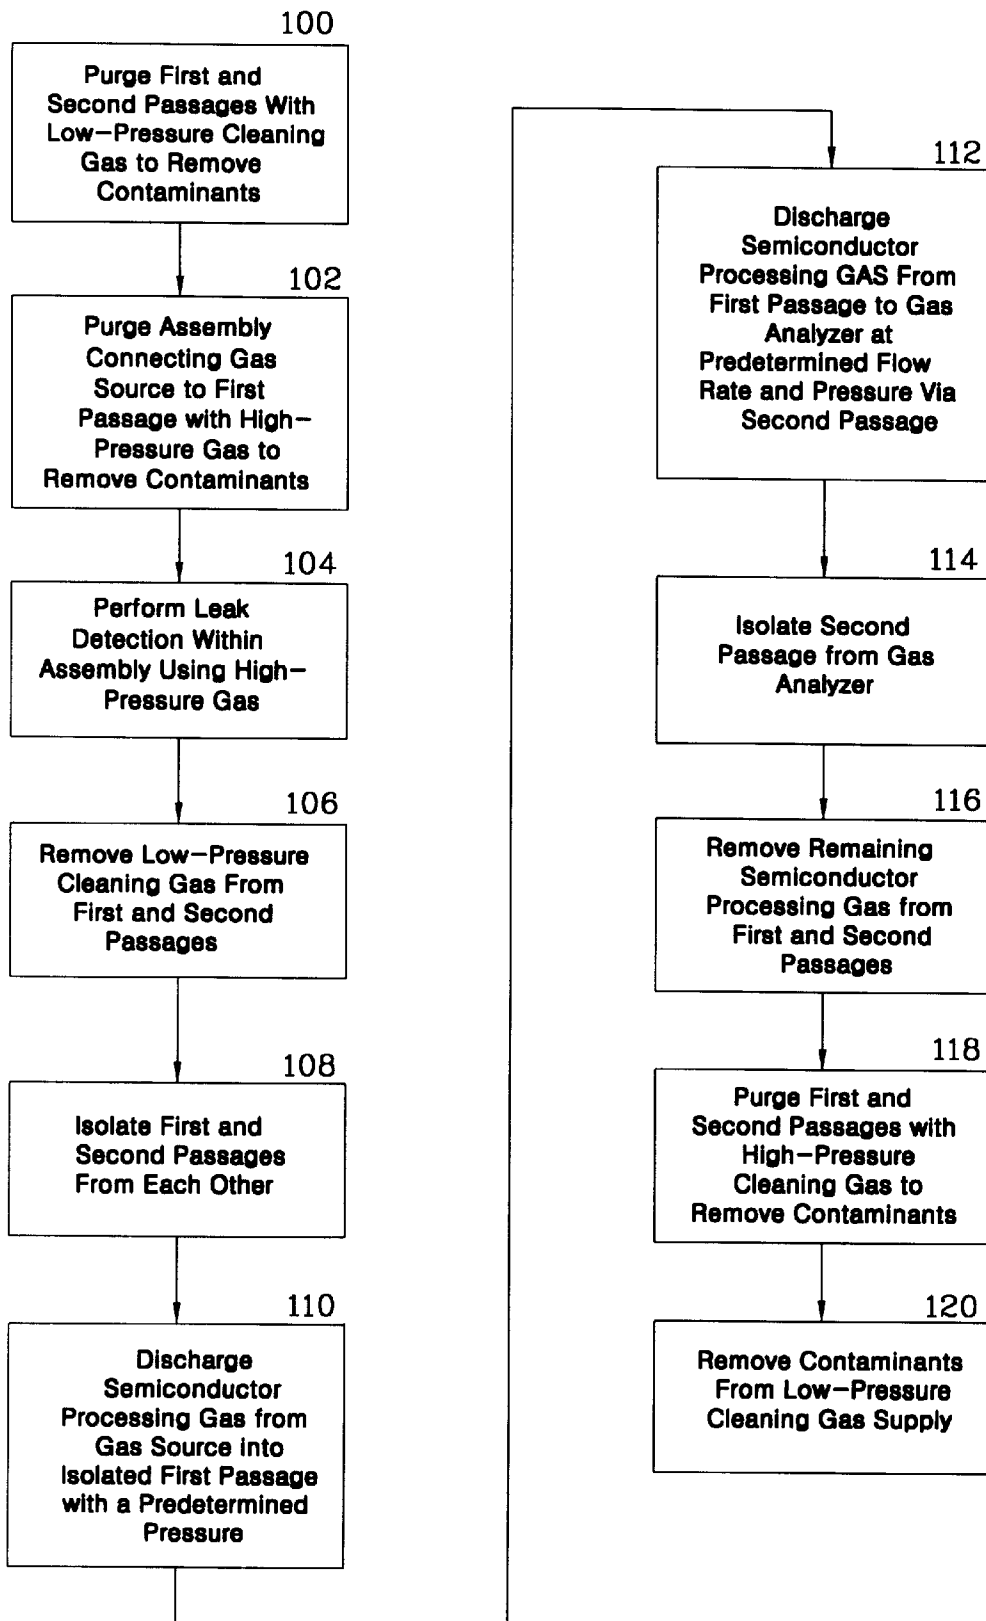 100
Purge First and
Second Passages With
Low-Pressure Cleaning
Gas to Remove
Contaminants
102
Purge Assembly
Connecting Gas
Source to First
Passage with High-
Pressure Gas to
Remove Contaminants
104
Perform Leak
Detection Within
Assembly Using High-
Pressure Gas
106
Remove Low-Pressure
Cleaning Gas From
First and Second
Passages
108
Isolate First and
Second Passages
From Each Other
110
Discharge
Semiconductor
Processing Gas from
Gas Source into
Isolated First Passage
with a Predetermined
Pressure
112
Discharge
Semiconductor
Processing GAS From
First Passage to Gas
Analyzer at
Predetermined Flow
Rate and Pressure Via
Second Passage
114
Isolate Second
Passage from Gas
Analyzer
116
Remove Remaining
Semiconductor
Processing Gas from
First and Second
Passages
118
Purge First and
Second Passages with
High-Pressure
Cleaning Gas to
Remove Contaminants
120
Remove Contaminants
From Low-Pressure
Cleaning Gas Supply